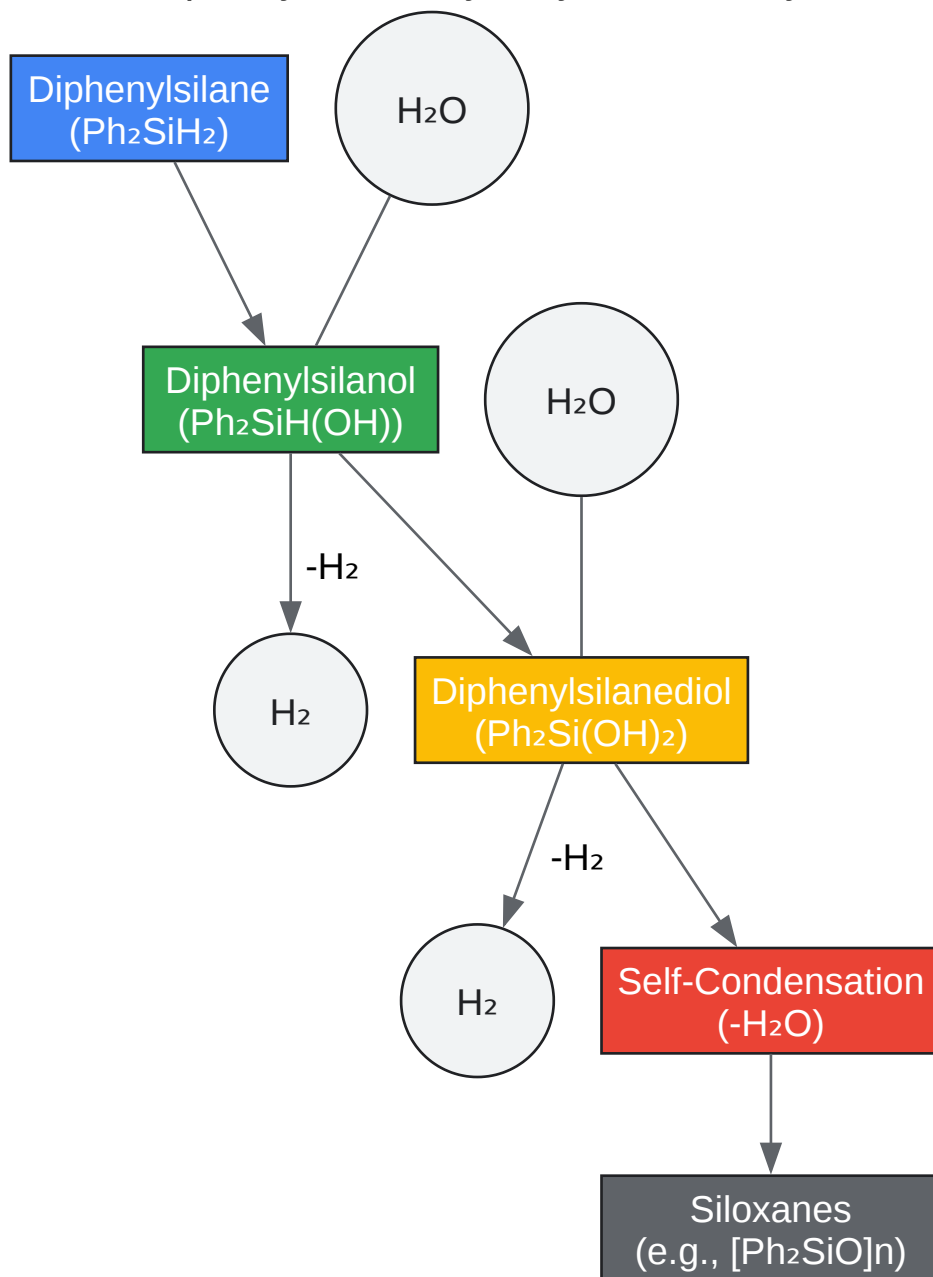 Diphenylsilane
(Ph₂SiH₂)
H₂O
Diphenylsilanol
(Ph₂SiH(OH))
H₂O
-H₂
H₂
Diphenylsilanediol
(Ph₂Si(OH)₂)
-H₂
H₂
Self-Condensation
(-H₂O)
Siloxanes
(e.g., [Ph₂SiO]n)